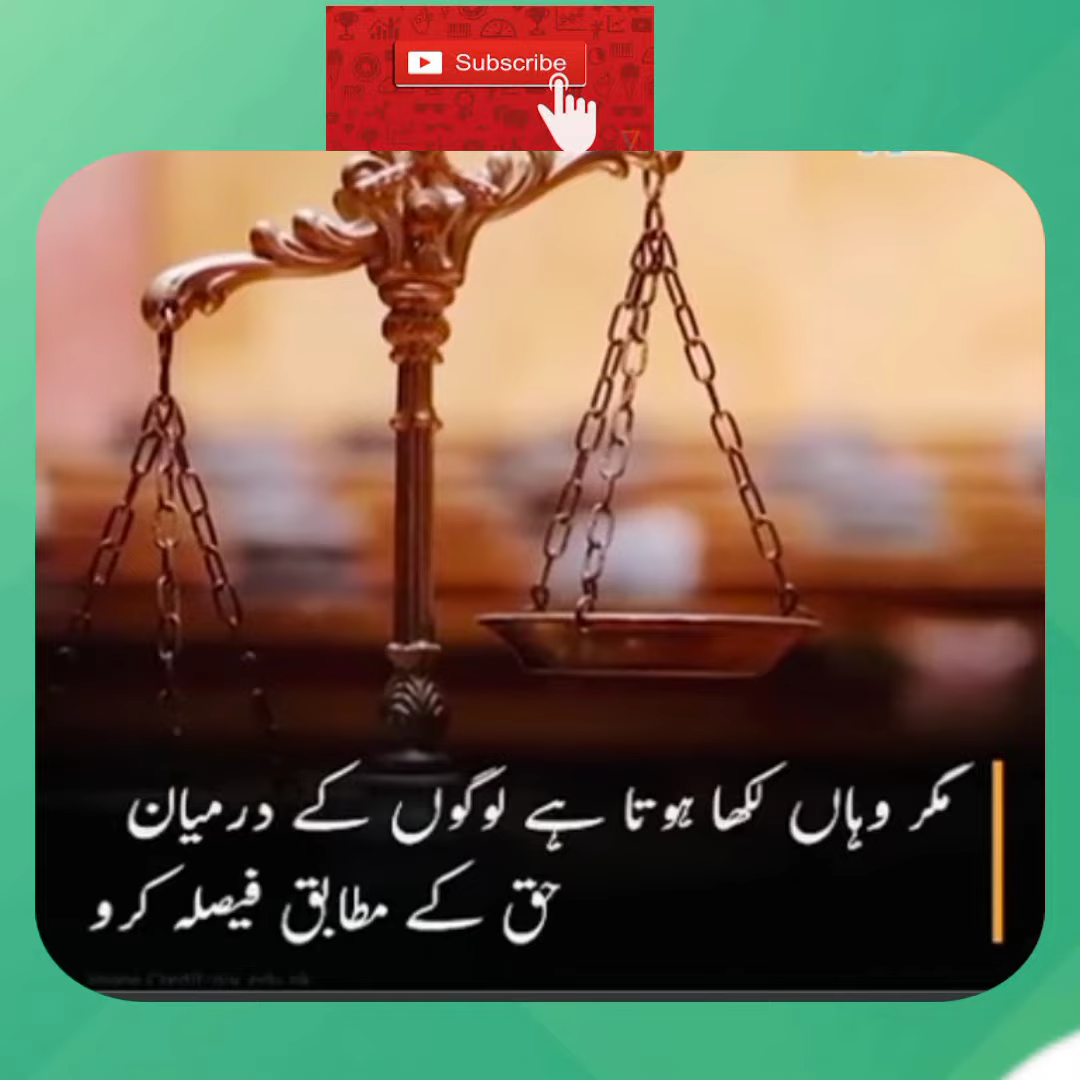 Subscribe
مگر وہاں لکھا ہوتا ہے لوگوں کے درمیان
حق کے مطابق فیصلہ کرو